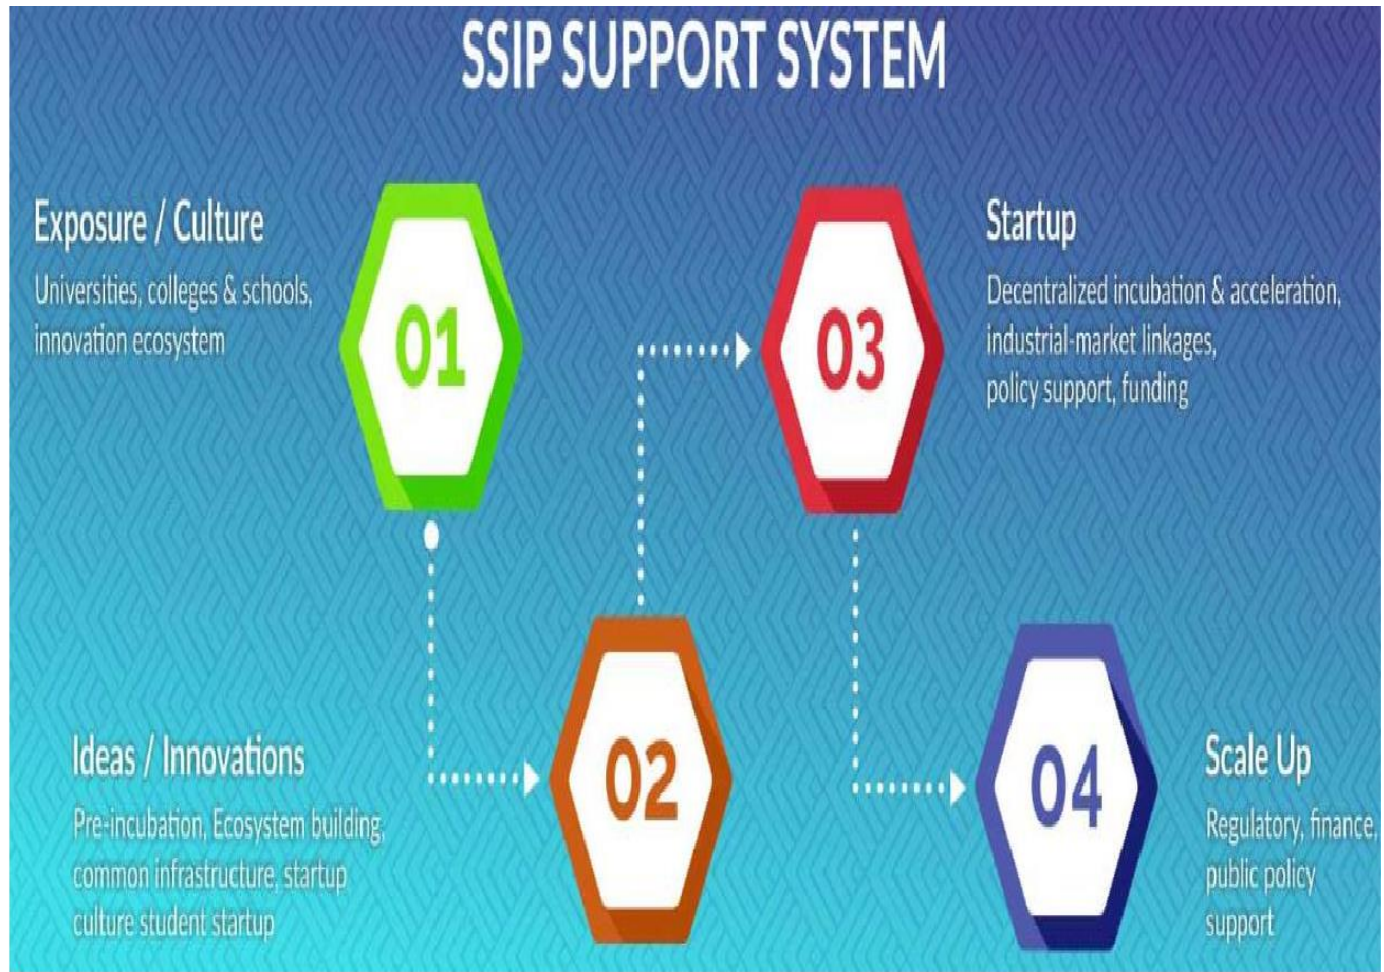 SSIP SUPPORT SYSTEM
Exposure / Culture
Universities, colleges & schools,
innovation ecosystem
01
Ideas / Innovations
Pre-incubation, Ecosystem building,
common infrastructure, startup
culture student startup
02
03
Startup
Decentralized incubation & acceleration,
industrial-market linkages,
policy support, funding
04
Scale Up
Regulatory, finance,
public policy
support